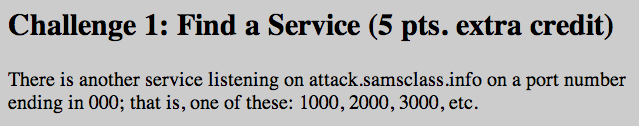 Challenge 1: Find a Service (5 pts. extra credit)
There is another service listening on attack.samsclass.info on a port number
ending in 000; that is, one of these: 1000, 2000, 3000, etc.